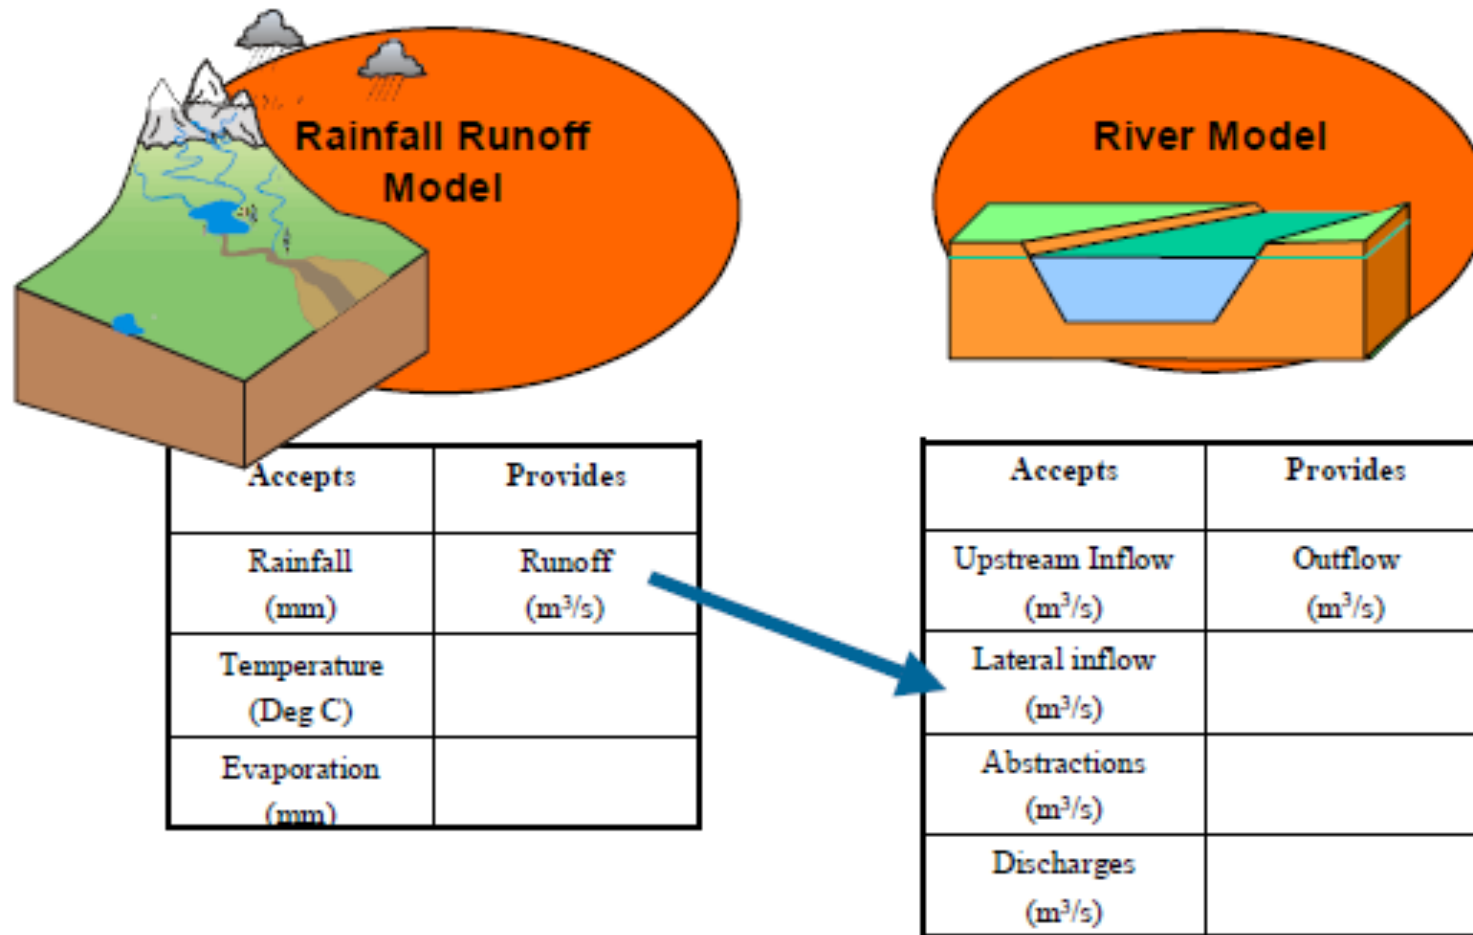 Rainfall Runoff
Model
Accepts Provides
Rainfall Runoff
(mm) (m³/s)
Temperature
(Deg C)
Evaporation
(mm)
River Model
Accepts Provides
Upstream Inflow Outflow
(m³/s) (m³/s)
Lateral inflow
(m³/s)
Abstractions
(m³/s)
Discharges
(m³/s)